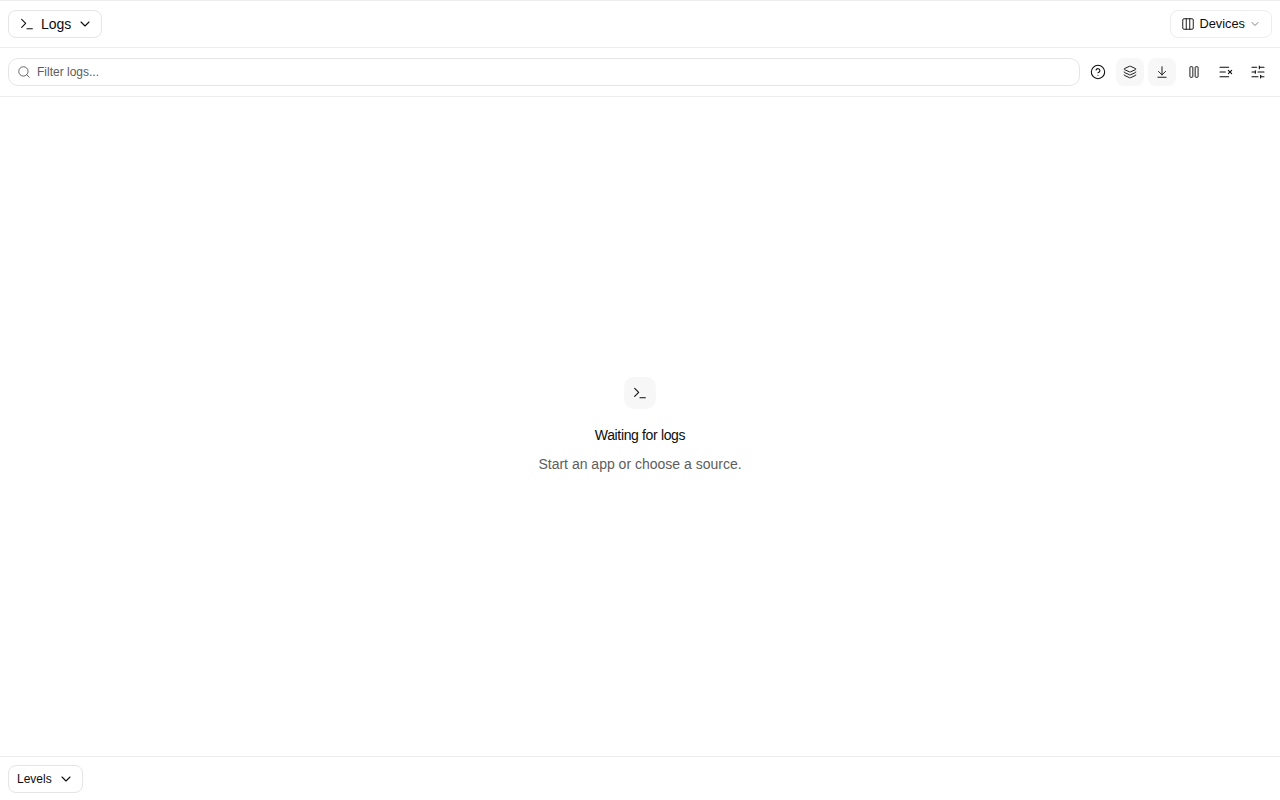 Logs
Devices
Filter logs...
Waiting for logs
Start an app or choose a source.
Levels